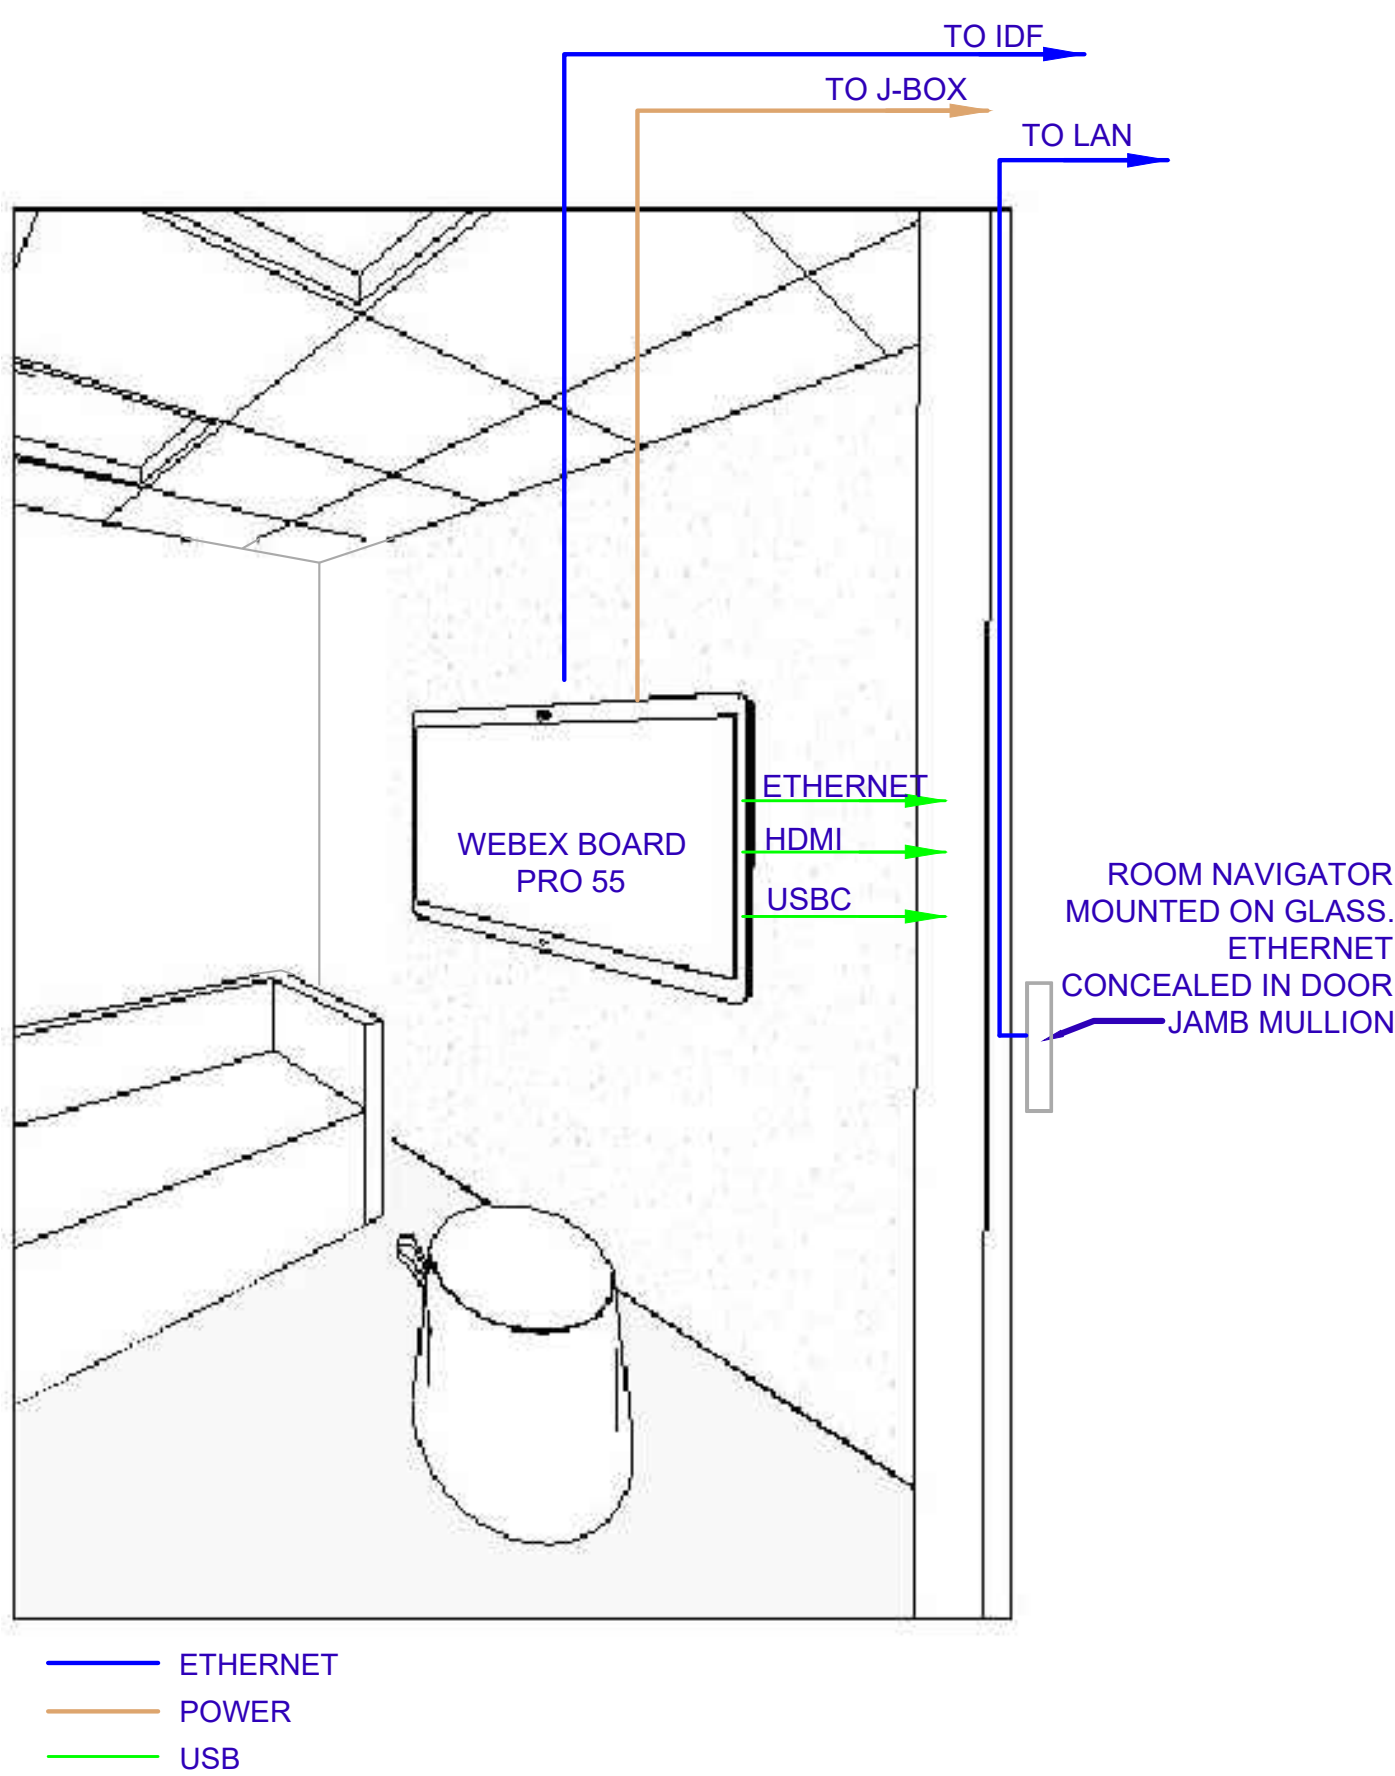 TO IDF
TO J-BOX
TO LAN
ETHERNET
HDMI
USBC
WEBEX BOARD
PRO 55
ROOM NAVIGATOR
MOUNTED ON GLASS.
ETHERNET
CONCEALED IN DOOR
JAMB MULLION
ETHERNET
POWER
USB